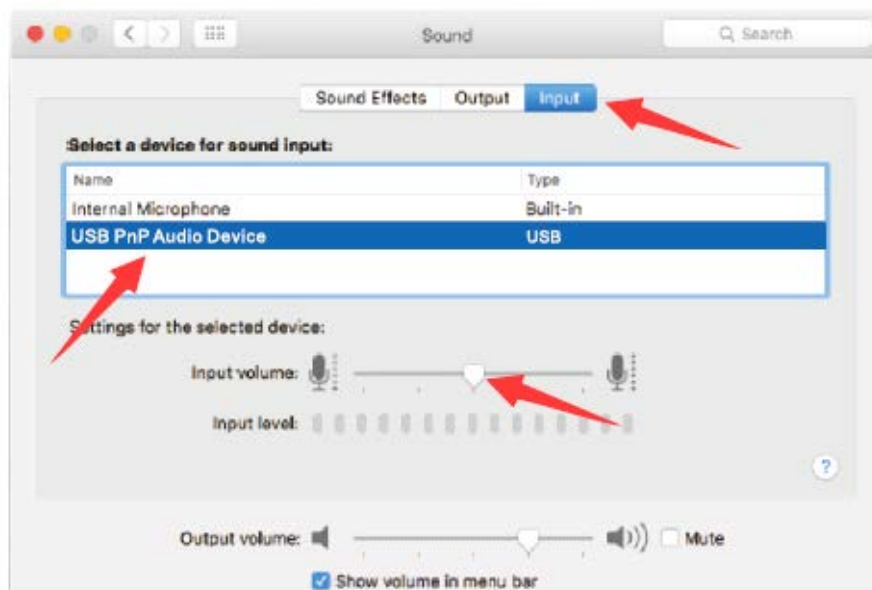 Sound
Search
Sound Effects Output Input
Select a device for sound input:
Name Type
Internal Microphone Built-in
USB PnP Audio Device USB
Settings for the selected device:
Input volume:
Input level:
?
Output volume: Mute
Show volume in menu bar